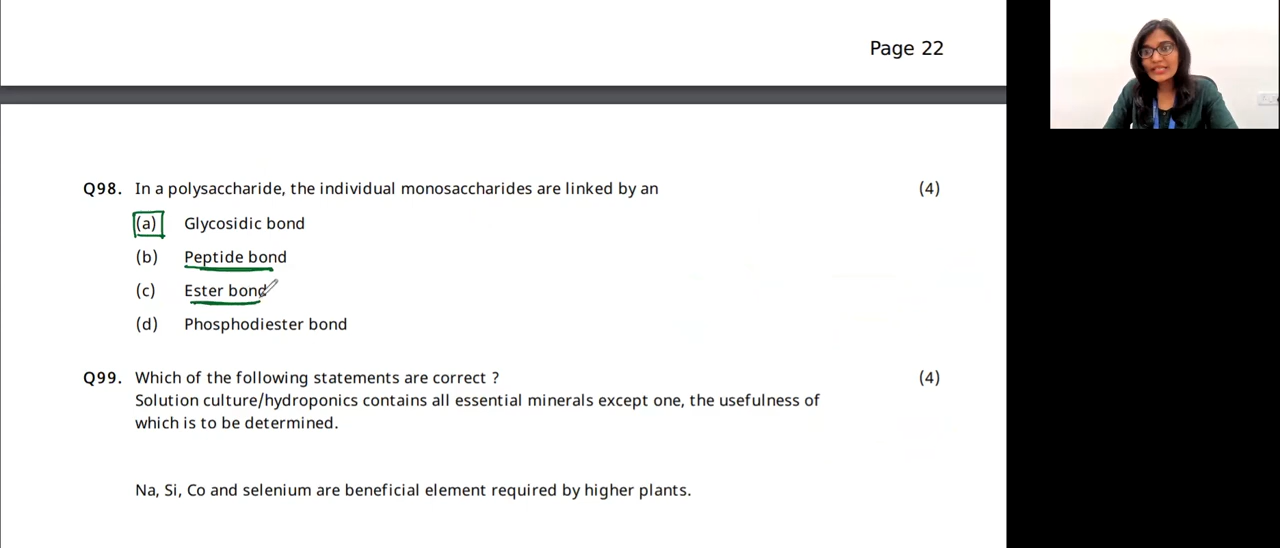 Page 22
Q98. In a polysaccharide, the individual monosaccharides are linked by an (4)
(a) Glycosidic bond
(b) Peptide bond
(c) Ester bond
(d) Phosphodiester bond
Q99. Which of the following statements are correct ? (4)
Solution culture/hydroponics contains all essential minerals except one, the usefulness of
which is to be determined.
Na, Si, Co and selenium are beneficial element required by higher plants.